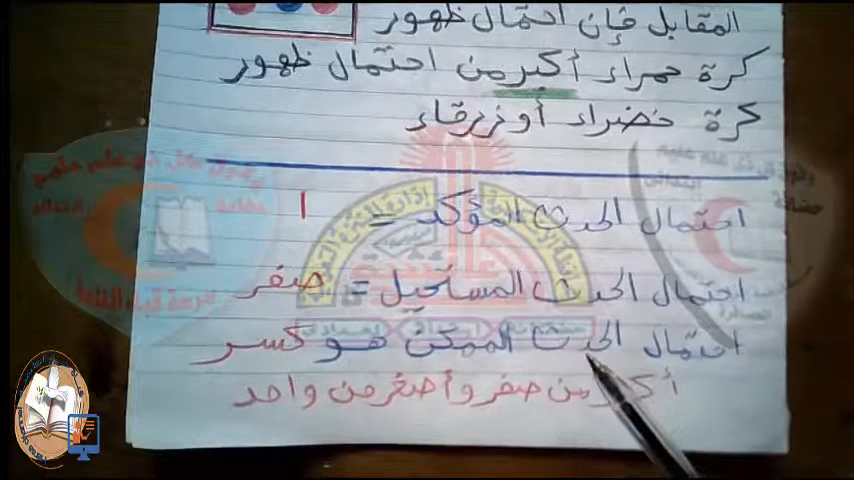 المقابل فإن احتمال ظهور
كرة حمراء أكبر من احتمال ظهور
كرة خضراء أو زرقاء
احتمال الحدث المؤكد = ١
احتمال الحدث المستحيل = صفر
احتمال الحدث الممكن هو كسر
أكبر من صفر وأصغر من واحد